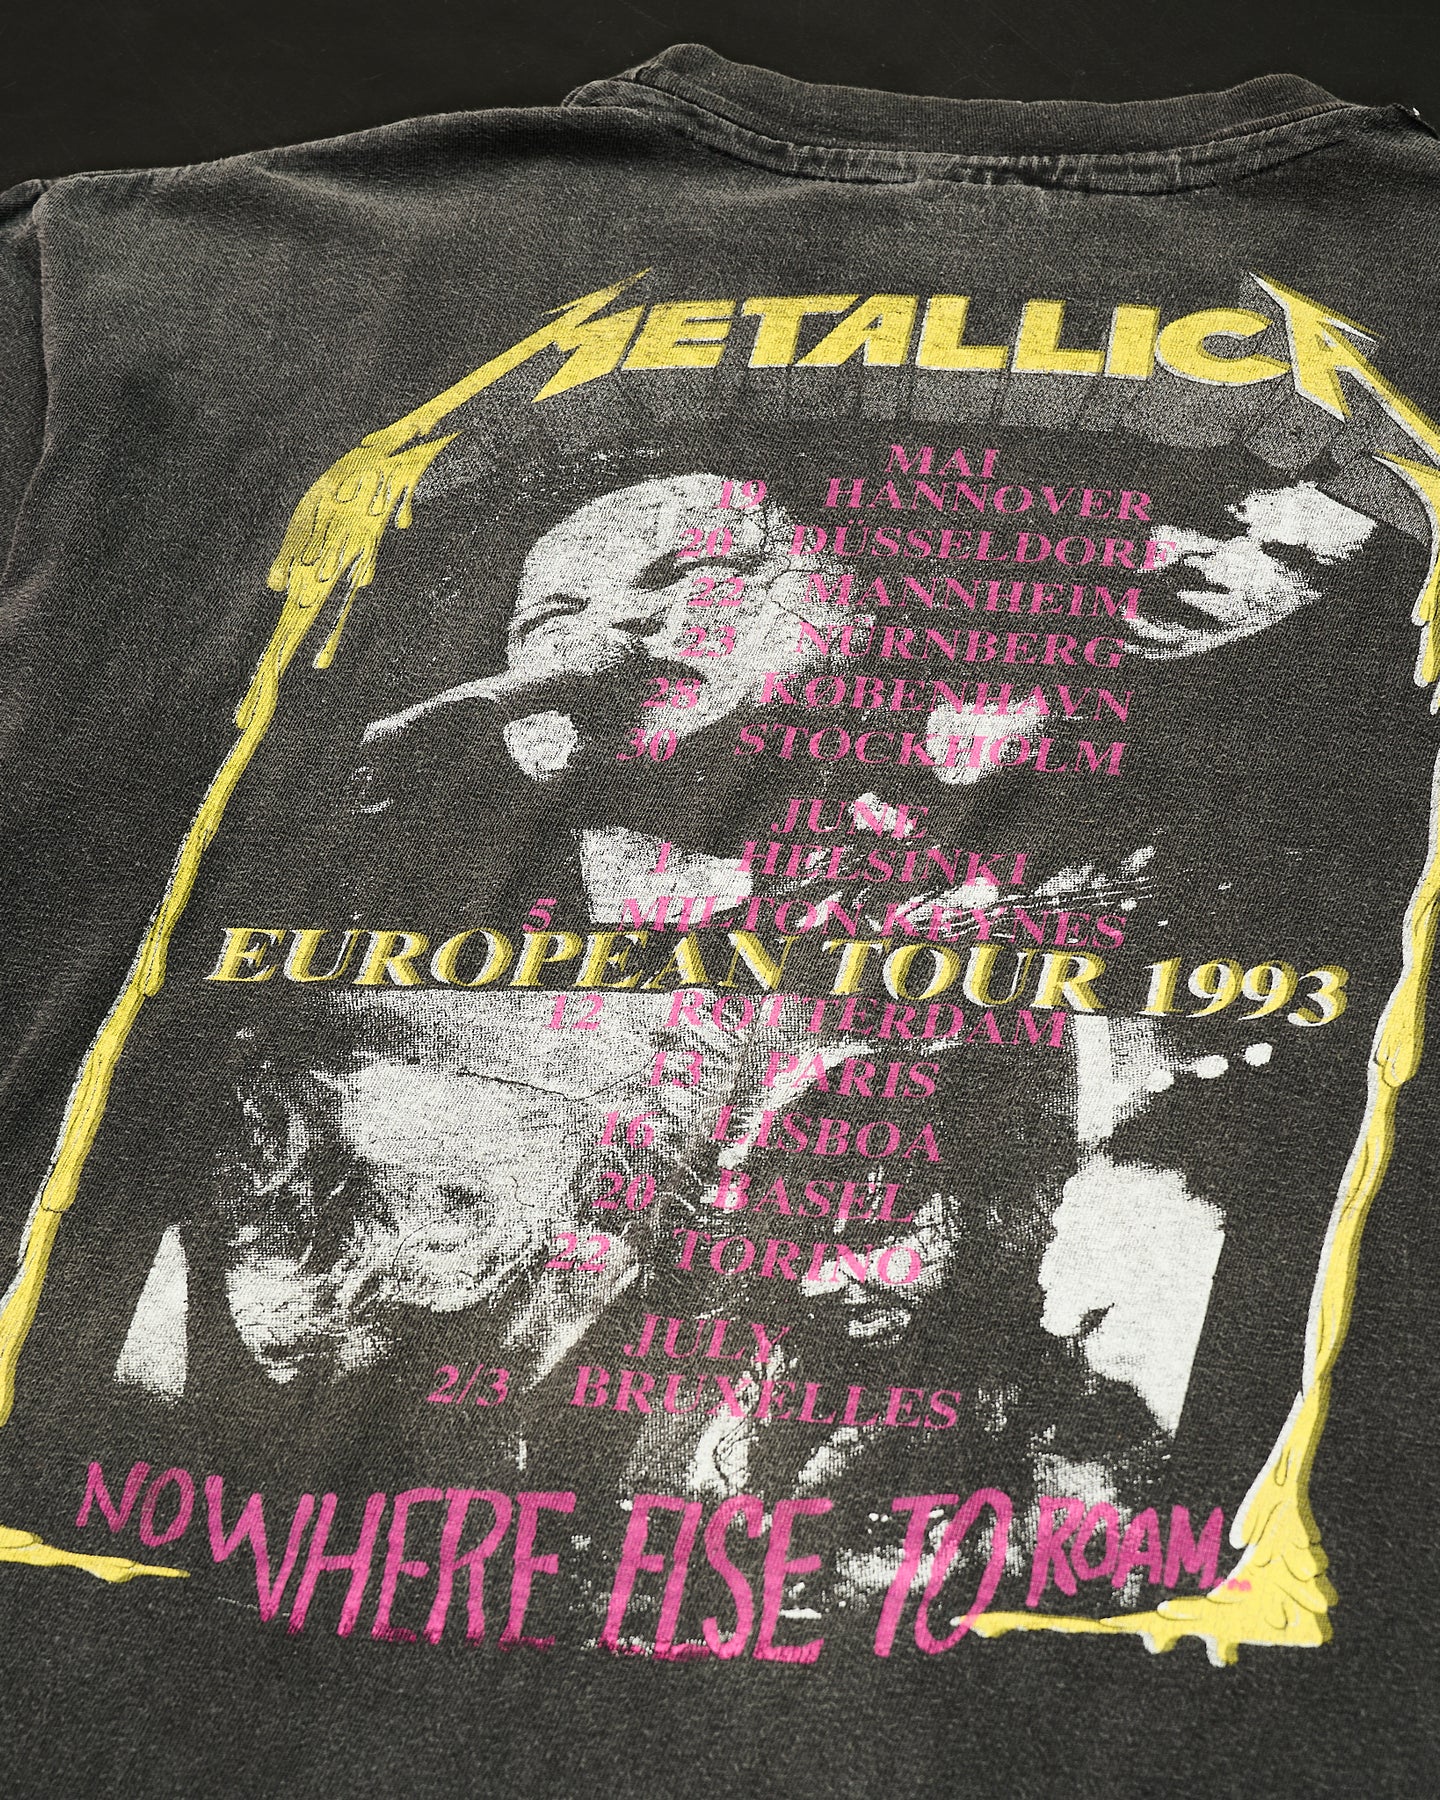 METALLICA
MAI
19 HANNOVER
20 DÜSSELDORF
22 MANNHEIM
23 NÜRNBERG
28 KØBENHAVN
30 STOCKHOLM
JUNE
1 HELSINKI
5 MILTON KEYNES
EUROPEAN TOUR 1993
12 ROTTERDAM
13 PARIS
16 LISBOA
20 BASEL
22 TORINO
JULY
2/3 BRUXELLES
NOWHERE ELSE TO ROAM...